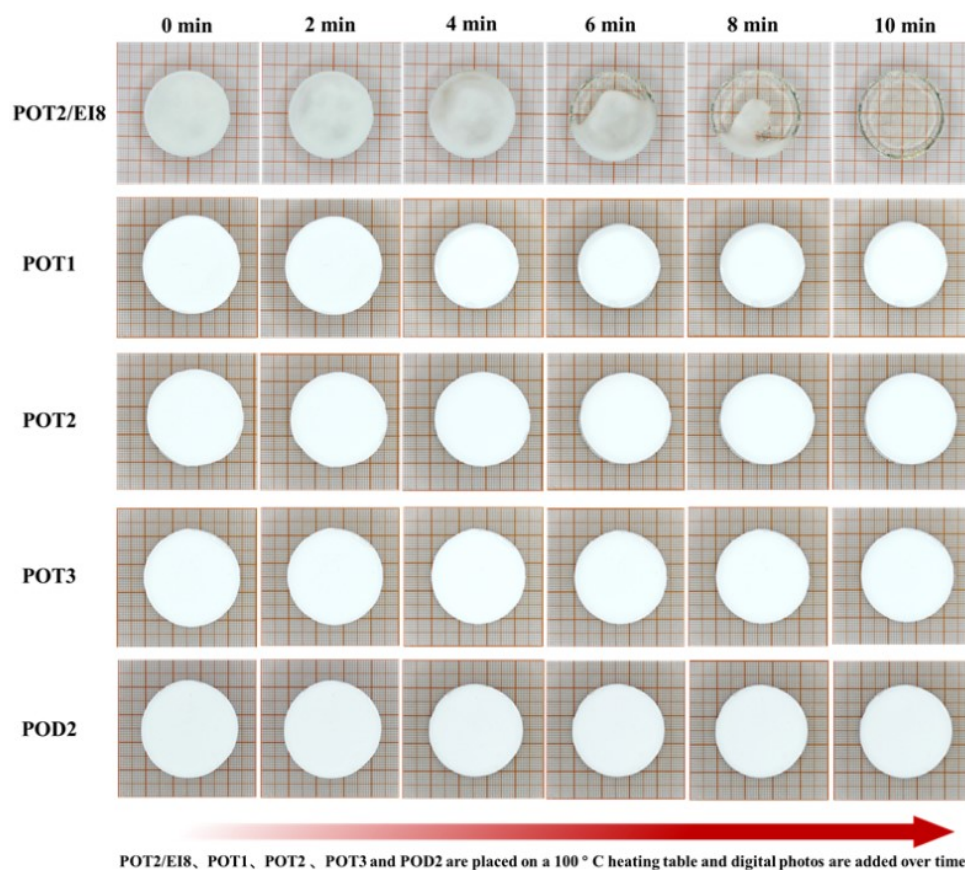 0 min 2 min 4 min 6 min 8 min 10 min
POT2/EI8
POT1
POT2
POT3
POD2
POT2/EI8、POT1、POT2 、POT3 and POD2 are placed on a 100 ° C heating table and digital photos are added over time